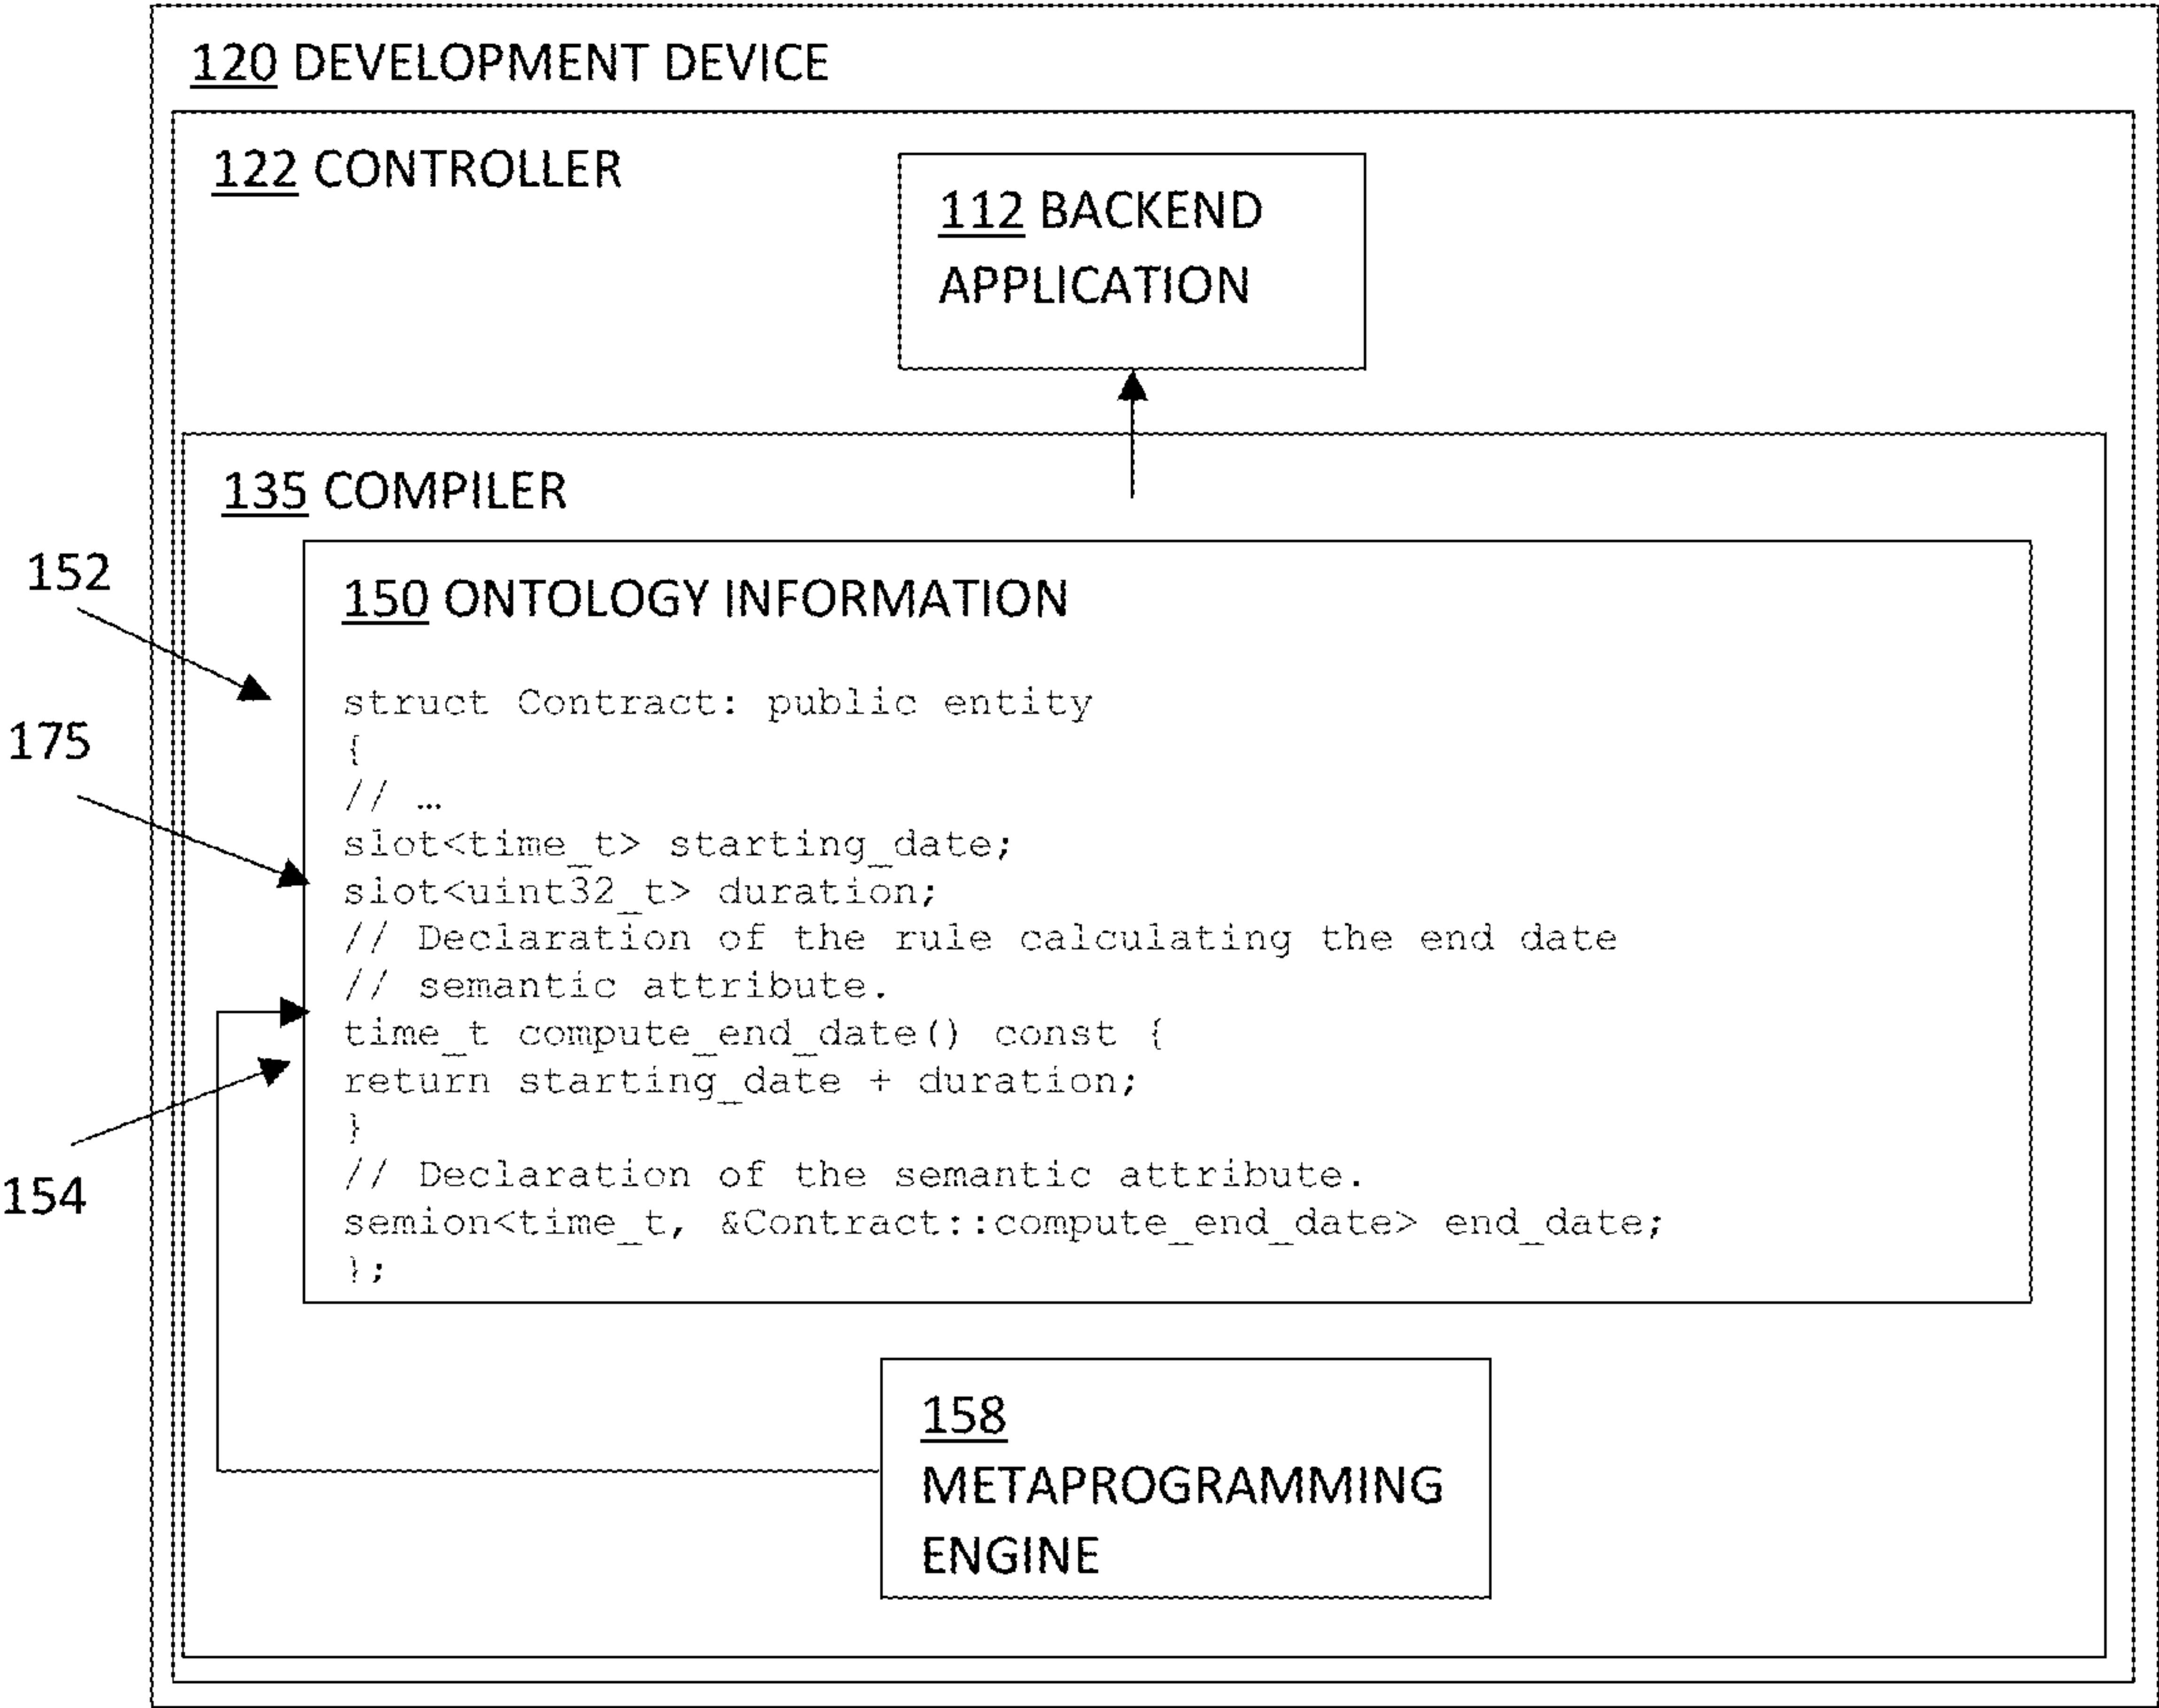 120 DEVELOPMENT DEVICE
122 CONTROLLER
112 BACKEND
APPLICATION
135 COMPILER
152
150 ONTOLOGY INFORMATION
struct Contract: public entity
{
175
// …
slot<time_t> starting_date;
slot<uint32_t> duration;
// Declaration of the rule calculating the end date
// semantic attribute.
time_t compute_end_date() const {
return starting_date + duration;
}
154
// Declaration of the semantic attribute.
semion<time_t, &Contract::compute_end_date> end_date;
};
158
METAPROGRAMMING
ENGINE